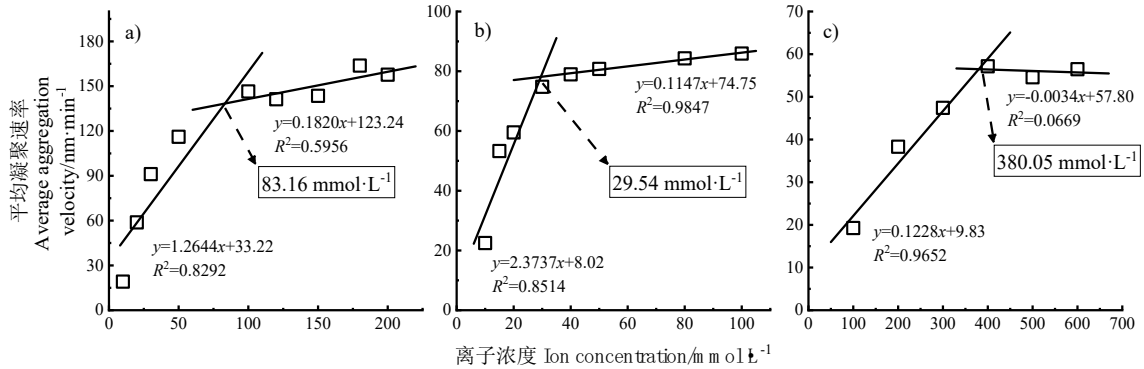 平均凝聚速率
Average aggregation
velocity/nm·min-1
a)
180
150
120
90
60
30
0
0 50 100 150 200
y=0.1820x+123.24
R2=0.5956
83.16 mmol·L-1
y=1.2644x+33.22
R2=0.8292
b)
100
80
60
40
20
0
0 20 40 60 80 100
y=0.1147x+74.75
R2=0.9847
29.54 mmol·L-1
y=2.3737x+8.02
R2=0.8514
c)
70
60
50
40
30
20
10
0
0 100 200 300 400 500 600 700
y=-0.0034x+57.80
R2=0.0669
380.05 mmol·L-1
y=0.1228x+9.83
R2=0.9652
离子浓度 Ion concentration/mmol·L-1